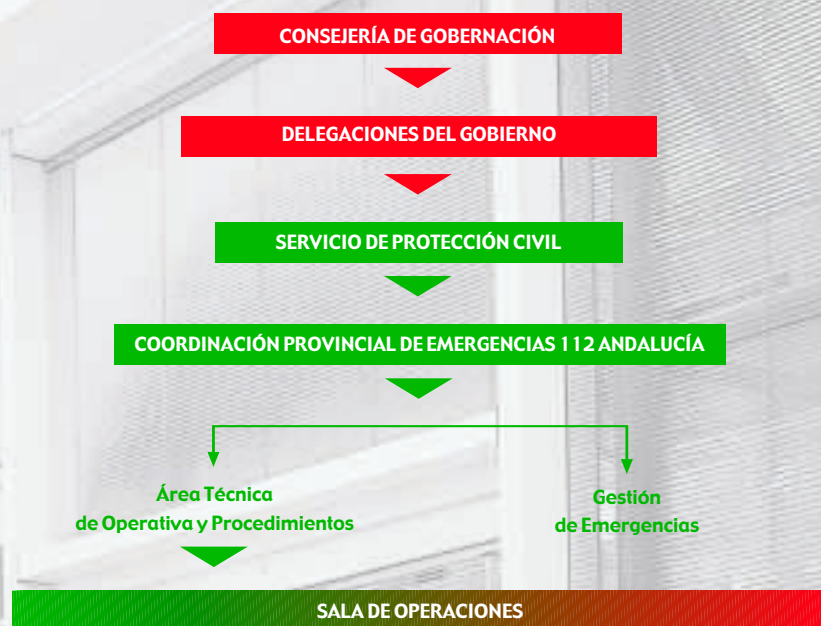 CONSEJERÍA DE GOBERNACIÓN
DELEGACIONES DEL GOBIERNO
SERVICIO DE PROTECCIÓN CIVIL
COORDINACIÓN PROVINCIAL DE EMERGENCIAS 112 ANDALUCÍA
Área Técnica
de Operativa y Procedimientos
Gestión
de Emergencias
SALA DE OPERACIONES